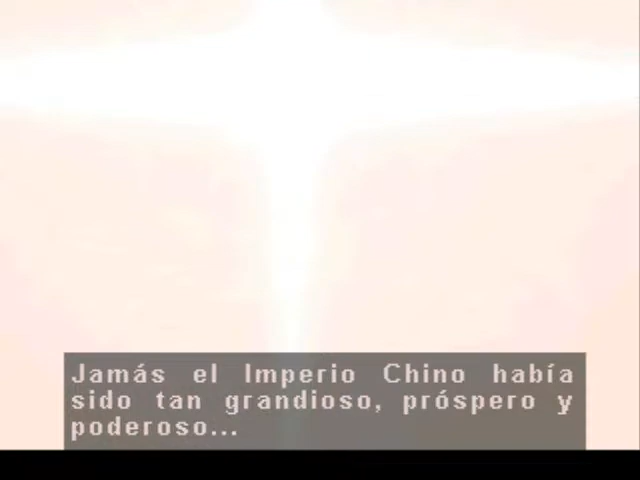 Jamás el Imperio Chino había
sido tan grandioso, próspero y
poderoso...